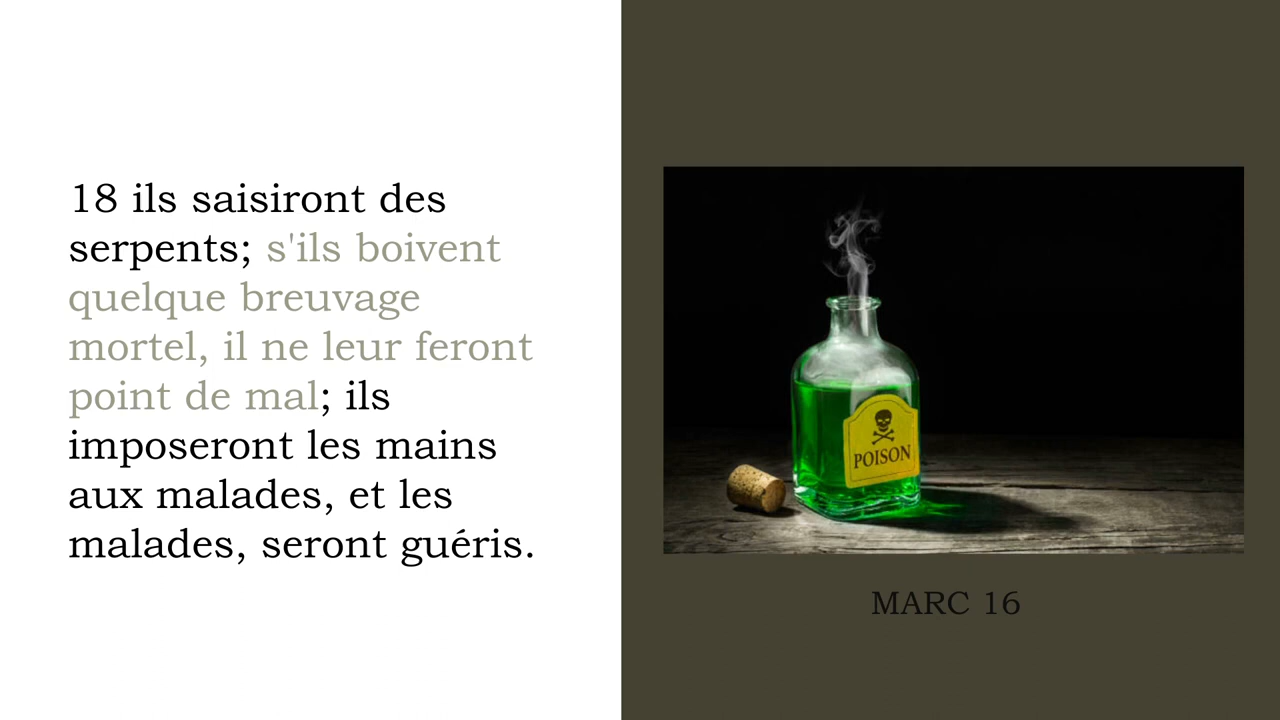 18 ils saisiront des
serpents; s'ils boivent
quelque breuvage
mortel, il ne leur feront
point de mal; ils
imposeront les mains
aux malades, et les
malades, seront guéris.
POISON
MARC 16